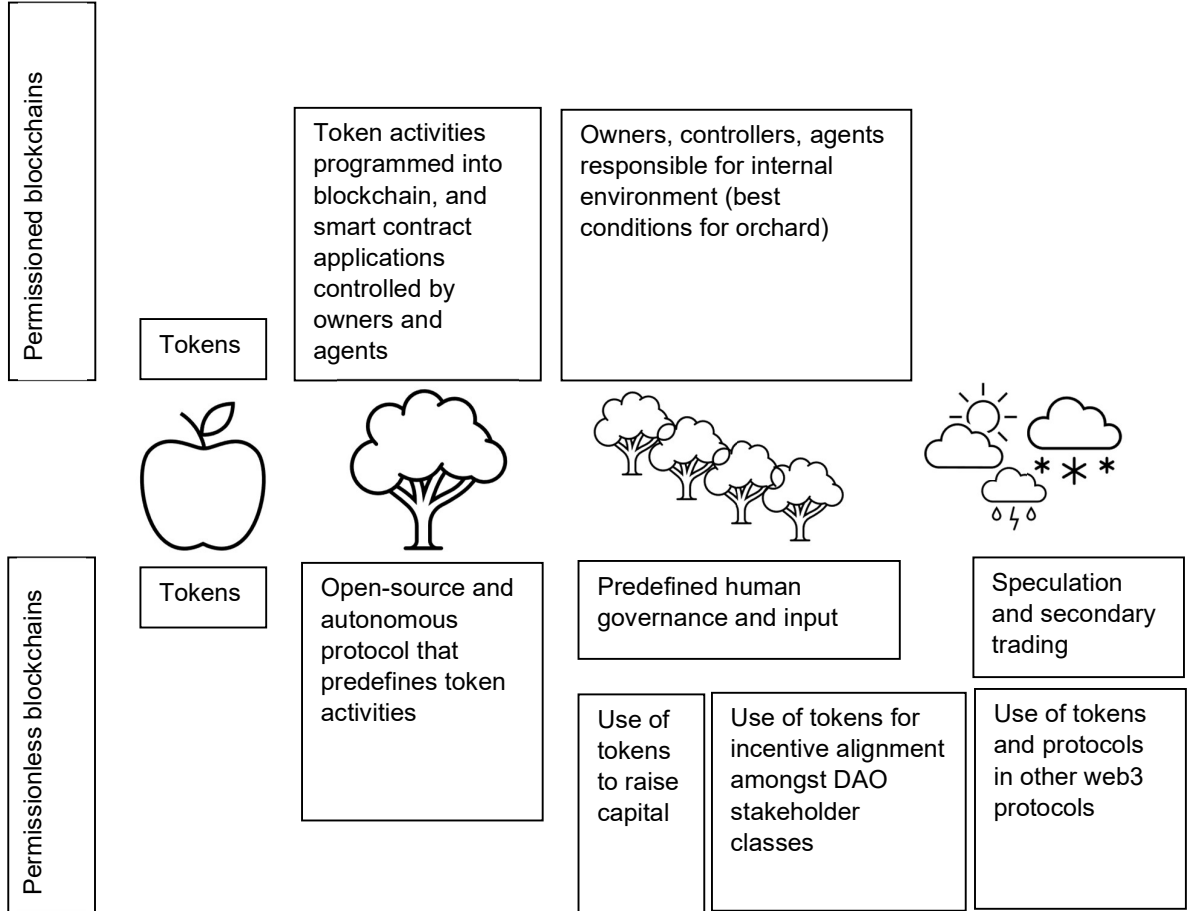 Permissioned blockchains
Tokens
Token activities
programmed into
blockchain, and
smart contract
applications
controlled by
owners and
agents
Owners, controllers, agents
responsible for internal
environment (best
conditions for orchard)
Permissionless blockchains
Tokens
Open-source and
autonomous
protocol that
predefines token
activities
Predefined human
governance and input
Speculation
and secondary
trading
Use of
tokens
to raise
capital
Use of tokens for
incentive alignment
amongst DAO
stakeholder
classes
Use of tokens
and protocols
in other web3
protocols